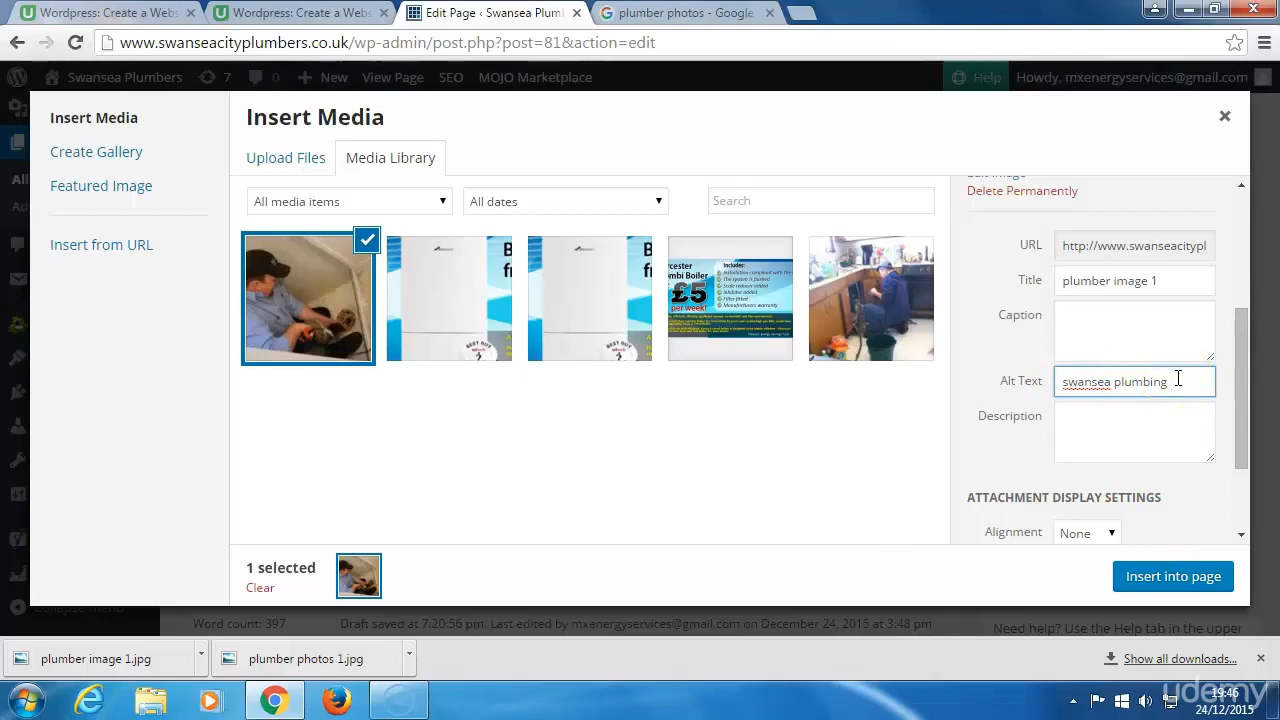 Wordpress: Create a Webs
Wordpress: Create a Webs
Edit Page ‹ Swansea Plum
plumber photos - Google
www.swanseacityplumbers.co.uk/wp-admin/post.php?post=81&action=edit
Swansea Plumbers
7
0
New
View Page
SEO
MOJO Marketplace
Help
Howdy, mxenergyservices@gmail.com
Insert Media
Create Gallery
Featured Image
Insert from URL
Insert Media
Upload Files
Media Library
All media items
All dates
Search
Includes:
£5
per week!
Delete Permanently
URL
http://www.swanseacitypl
Title
plumber image 1
Caption
Alt Text
swansea plumbing
Description
ATTACHMENT DISPLAY SETTINGS
Alignment
None
1 selected
Clear
Insert into page
Collapse menu
Word count: 397
Draft saved at 7:20:56 pm. Last edited by mxenergyservices@gmail.com on December 24, 2015 at 3:48 pm
Need help? Use the Help tab in the upper
plumber image 1.jpg
plumber photos 1.jpg
Show all downloads...
udemy
19:46
24/12/2015